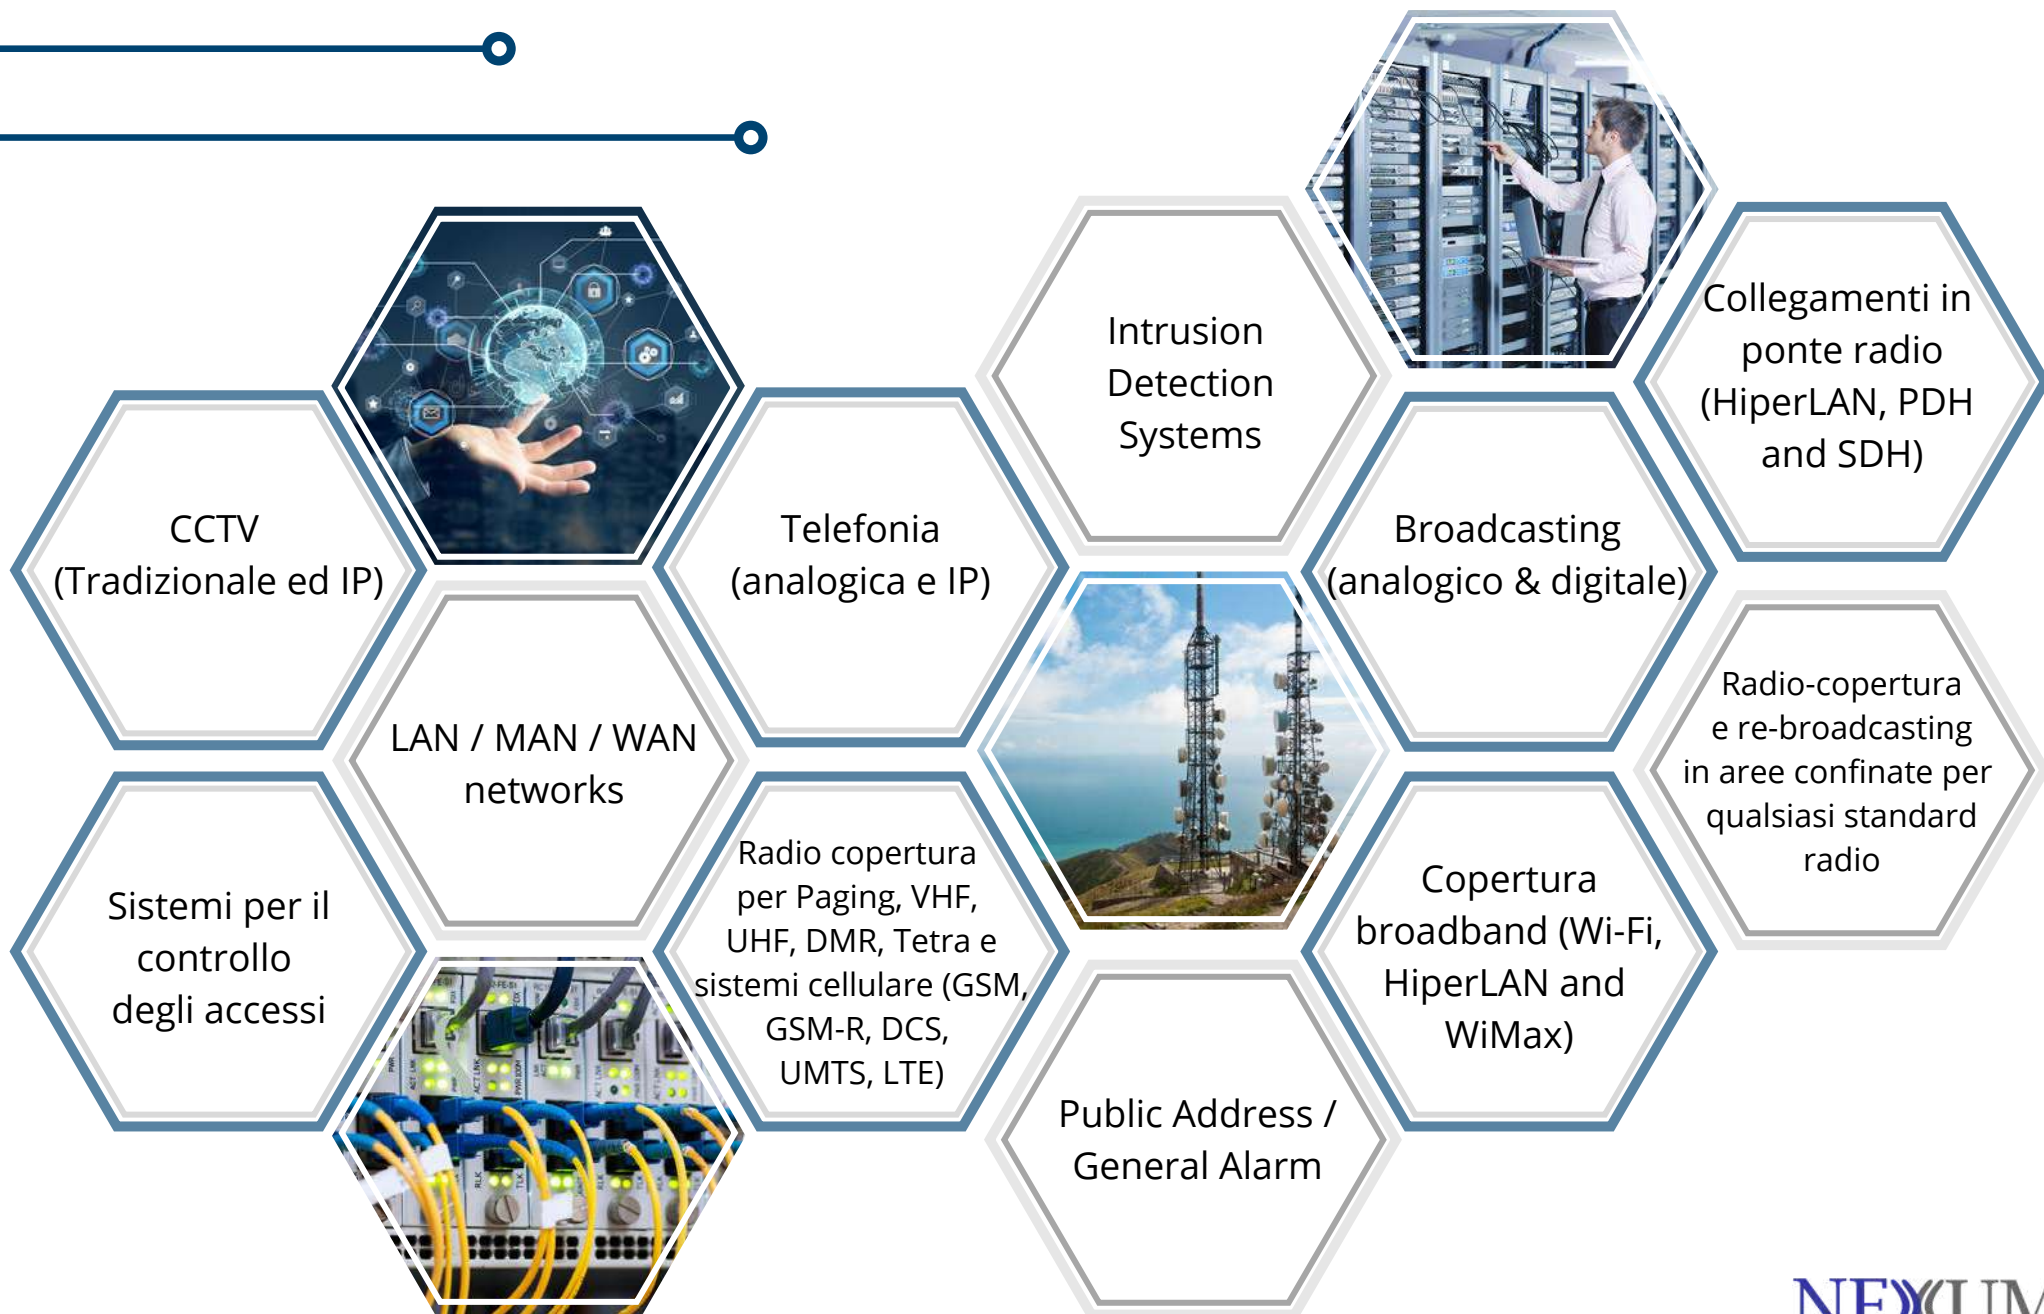 CCTV
(Tradizionale ed IP)
Sistemi per il
controllo
degli accessi
LAN / MAN / WAN
networks
Telefonia
(analogica e IP)
Radio copertura
per Paging, VHF,
UHF, DMR, Tetra e
sistemi cellulare (GSM,
GSM-R, DCS,
UMTS, LTE)
Intrusion
Detection
Systems
Public Address /
General Alarm
Broadcasting
(analogico & digitale)
Copertura
broadband (Wi-Fi,
HiperLAN and
WiMax)
Collegamenti in
ponte radio
(HiperLAN, PDH
and SDH)
Radio-copertura
e re-broadcasting
in aree confinate per
qualsiasi standard
radio
NEXUM